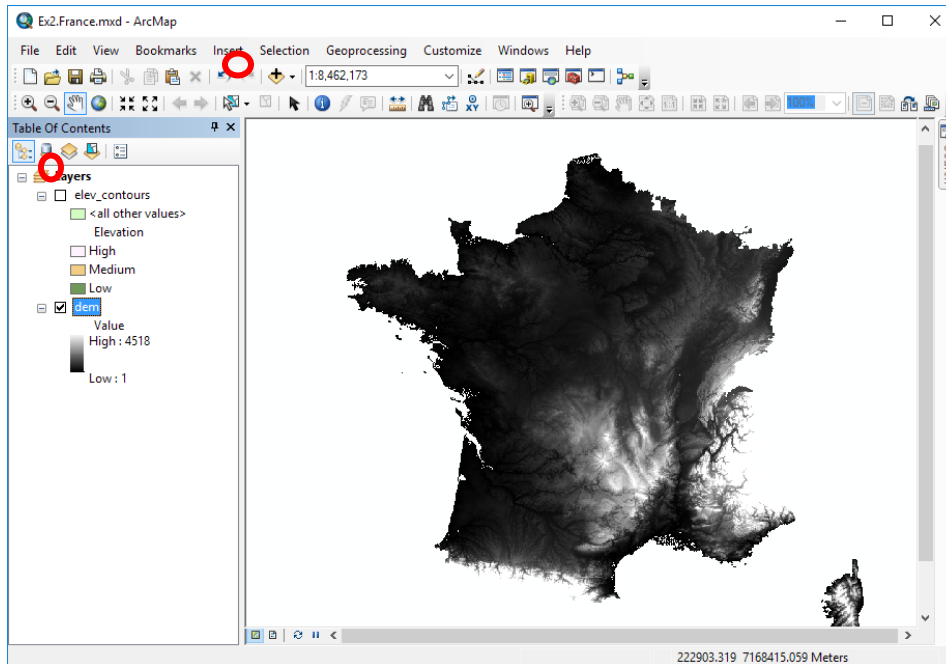 Ex2.France.mxd - ArcMap
File Edit View Bookmarks Insert Selection Geoprocessing Customize Windows Help
1:8,462,173
100%
Table Of Contents
Layers
elev_contours
<all other values>
Elevation
High
Medium
Low
dem
Value
High : 4518
Low : 1
222903.319 7168415.059 Meters